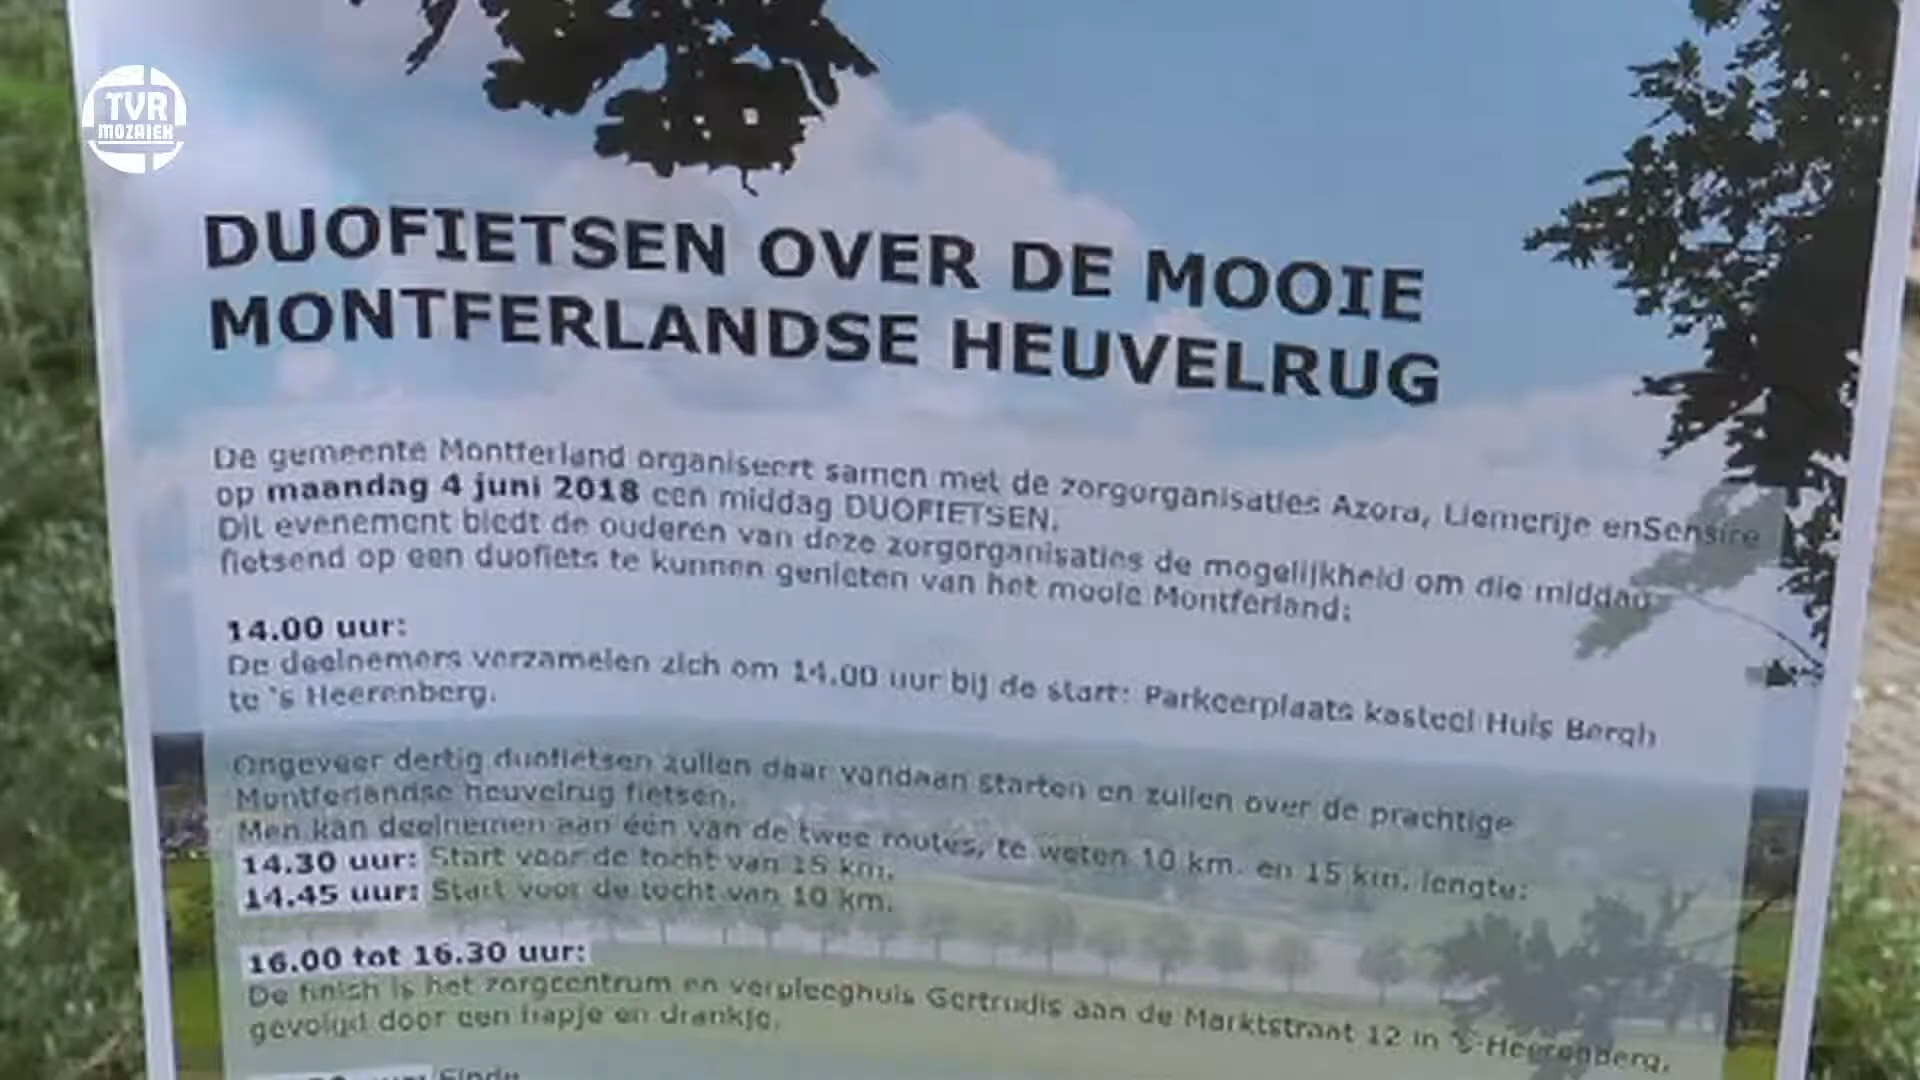 TVR
MOZAIEK
DUOFIETSEN OVER DE MOOIE
MONTFERLANDSE HEUVELRUG
De gemeente Montferland organiseert samen met de zorgorganisaties Azora, Liemerije enSensire
op maandag 4 juni 2018 een middag DUOFIETSEN.
Dit evenement biedt de ouderen van deze zorgorganisaties de mogelijkheid om die middag
fietsend op een duofiets te kunnen genieten van het mooie Montferland:
14.00 uur:
De deelnemers verzamelen zich om 14.00 uur bij de start: Parkeerplaats kasteel Huis Bergh
te 's Heerenberg.
Ongeveer dertig duofietsen zullen daar vandaan starten en zullen over de prachtige
Montferlandse heuvelrug fietsen.
Men kan deelnemen aan één van de twee routes, te weten 10 km. en 15 km. lengte:
14.30 uur: Start voor de tocht van 15 km.
14.45 uur: Start voor de tocht van 10 km.
16.00 tot 16.30 uur:
De finish is het zorgcentrum en verpleeghuis Gertrudis aan de Marktstraat 12 in 's-Heerenberg,
gevolgd door een hapje en drankje.
Einde